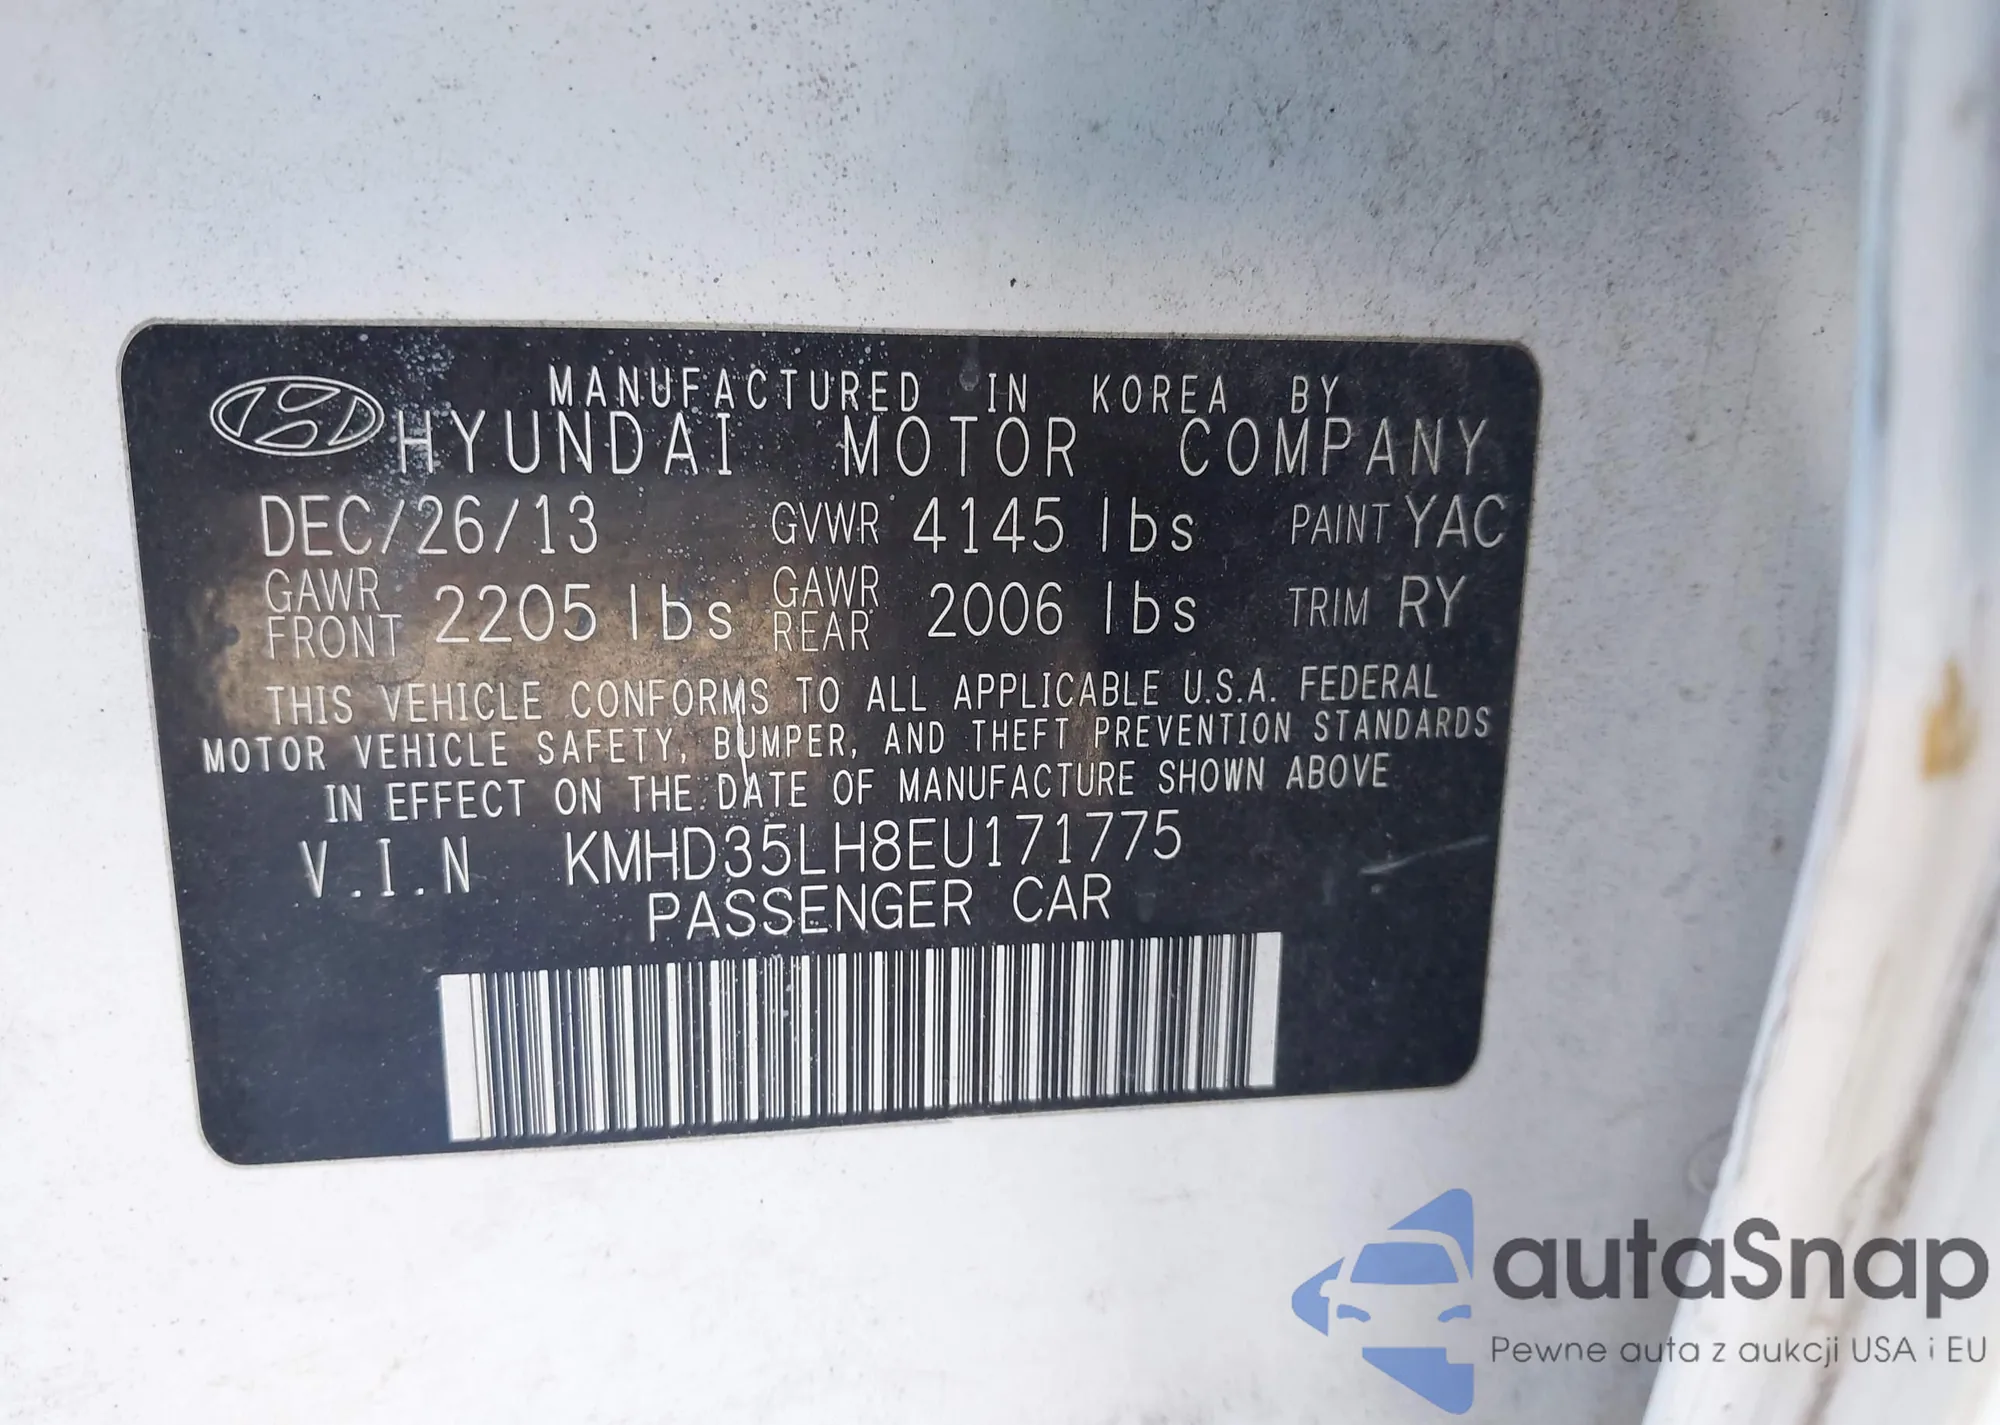 MANUFACTURED IN KOREA BY
HYUNDAI MOTOR COMPANY
DEC/26/13 GVWR 4145 lbs PAINT YAC
GAWR FRONT 2205 lbs GAWR REAR 2006 lbs TRIM RY
THIS VEHICLE CONFORMS TO ALL APPLICABLE U.S.A. FEDERAL
MOTOR VEHICLE SAFETY, BUMPER, AND THEFT PREVENTION STANDARDS
IN EFFECT ON THE DATE OF MANUFACTURE SHOWN ABOVE
V.I.N KMHD35LH8EU171775
PASSENGER CAR
autaSnap
Pewne auta z aukcji USA i EU